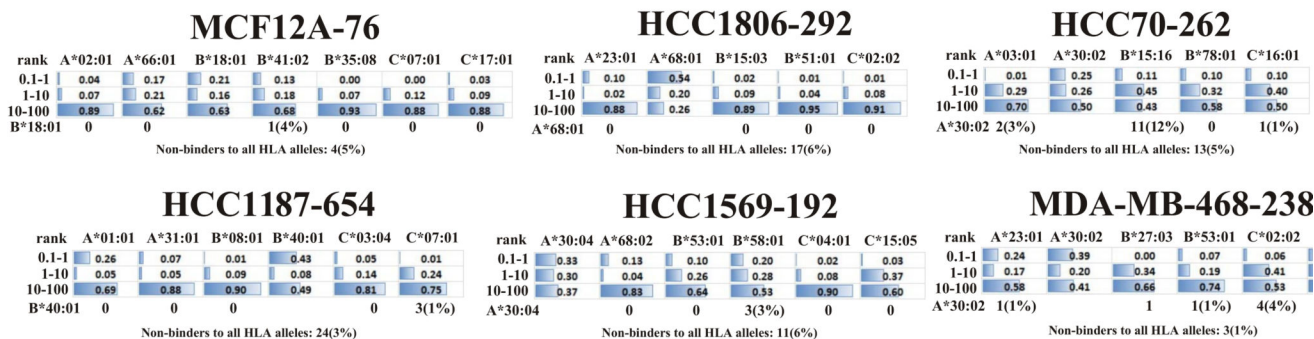 MCF12A-76
rank A*02:01 A*66:01 B*18:01 B*41:02 B*35:08 C*07:01 C*17:01
0.1-1 0.04 0.17 0.21 0.13 0.00 0.00 0.03
1-10 0.07 0.21 0.16 0.18 0.07 0.12 0.09
10-100 0.89 0.62 0.63 0.68 0.93 0.88 0.88
B*18:01 0 0 1(4%) 0 0 0
Non-binders to all HLA alleles: 4(5%)
HCC1806-292
rank A*23:01 A*68:01 B*15:03 B*51:01 C*02:02
0.1-1 0.10 0.54 0.02 0.01 0.01
1-10 0.02 0.20 0.09 0.04 0.08
10-100 0.88 0.26 0.89 0.95 0.91
A*68:01 0 0 0 0
Non-binders to all HLA alleles: 17(6%)
HCC70-262
rank A*03:01 A*30:02 B*15:16 B*78:01 C*16:01
0.1-1 0.01 0.25 0.11 0.10 0.10
1-10 0.29 0.26 0.45 0.32 0.40
10-100 0.70 0.50 0.43 0.58 0.50
A*30:02 2(3%) 11(12%) 0 1(1%)
Non-binders to all HLA alleles: 13(5%)
HCC1187-654
rank A*01:01 A*31:01 B*08:01 B*40:01 C*03:04 C*07:01
0.1-1 0.26 0.07 0.01 0.43 0.05 0.01
1-10 0.05 0.05 0.09 0.08 0.14 0.24
10-100 0.69 0.88 0.90 0.49 0.81 0.75
B*40:01 0 0 0 0 3(1%)
Non-binders to all HLA alleles: 24(3%)
HCC1569-192
rank A*30:04 A*68:02 B*53:01 B*58:01 C*04:01 C*15:05
0.1-1 0.33 0.13 0.10 0.20 0.02 0.03
1-10 0.30 0.04 0.26 0.28 0.08 0.37
10-100 0.37 0.83 0.64 0.53 0.90 0.60
A*30:04 0 0 3(3%) 0 0
Non-binders to all HLA alleles: 11(6%)
MDA-MB-468-238
rank A*23:01 A*30:02 B*27:03 B*53:01 C*02:02
0.1-1 0.24 0.39 0.00 0.07 0.06
1-10 0.17 0.20 0.34 0.19 0.41
10-100 0.58 0.41 0.66 0.74 0.53
A*30:02 1(1%) 1 1(1%) 4(4%)
Non-binders to all HLA alleles: 3(1%)